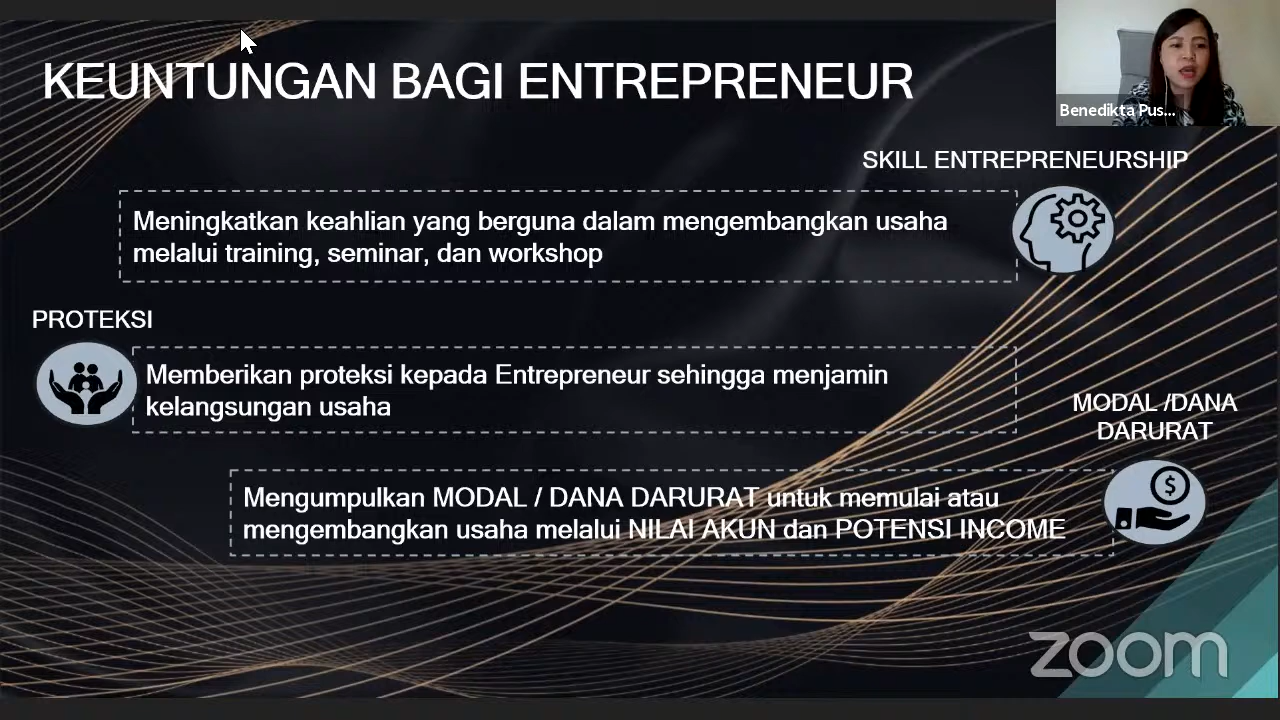 KEUNTUNGAN BAGI ENTREPRENEUR
Benedikta Pus...
SKILL ENTREPRENEURSHIP
Meningkatkan keahlian yang berguna dalam mengembangkan usaha
melalui training, seminar, dan workshop
PROTEKSI
Memberikan proteksi kepada Entrepreneur sehingga menjamin
kelangsungan usaha
MODAL /DANA
DARURAT
Mengumpulkan MODAL / DANA DARURAT untuk memulai atau
mengembangkan usaha melalui NILAI AKUN dan POTENSI INCOME
$
zoom